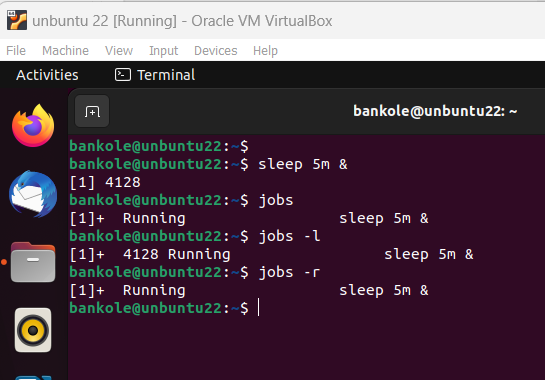 unbuntu 22 [Running] - Oracle VM VirtualBox
File Machine View Input Devices Help
Activities Terminal
bankole@unbuntu22: ~
bankole@unbuntu22:~$
bankole@unbuntu22:~$ sleep 5m &
[1] 4128
bankole@unbuntu22:~$ jobs
[1]+  Running                 sleep 5m &
bankole@unbuntu22:~$ jobs -l
[1]+  4128 Running                 sleep 5m &
bankole@unbuntu22:~$ jobs -r
[1]+  Running                 sleep 5m &
bankole@unbuntu22:~$